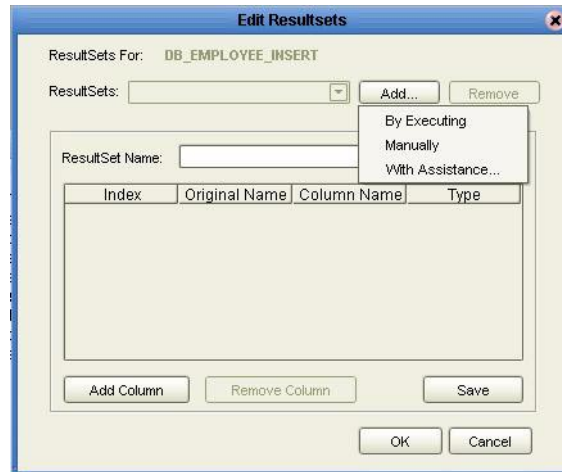 Edit Resultsets
ResultSets For: DB_EMPLOYEE_INSERT
ResultSets: Add... Remove
By Executing
Manually
With Assistance...
ResultSet Name:
Index Original Name Column Name Type
Add Column Remove Column Save
OK Cancel